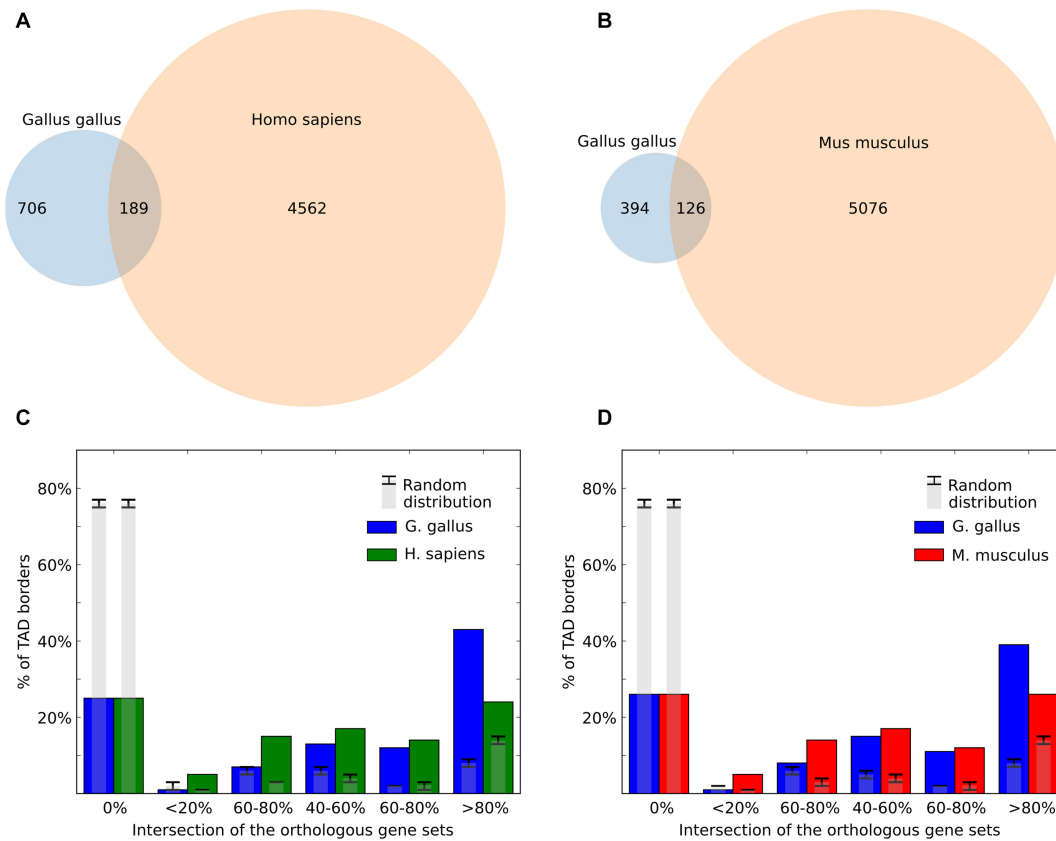 A
B
Gallus gallus
Homo sapiens
706
189
4562
Gallus gallus
Mus musculus
394
126
5076
C
% of TAD borders
80%
60%
40%
20%
Random
distribution
G. gallus
H. sapiens
0%
<20%
60-80%
40-60%
60-80%
>80%
Intersection of the orthologous gene sets
D
% of TAD borders
80%
60%
40%
20%
Random
distribution
G. gallus
M. musculus
0%
<20%
60-80%
40-60%
60-80%
>80%
Intersection of the orthologous gene sets